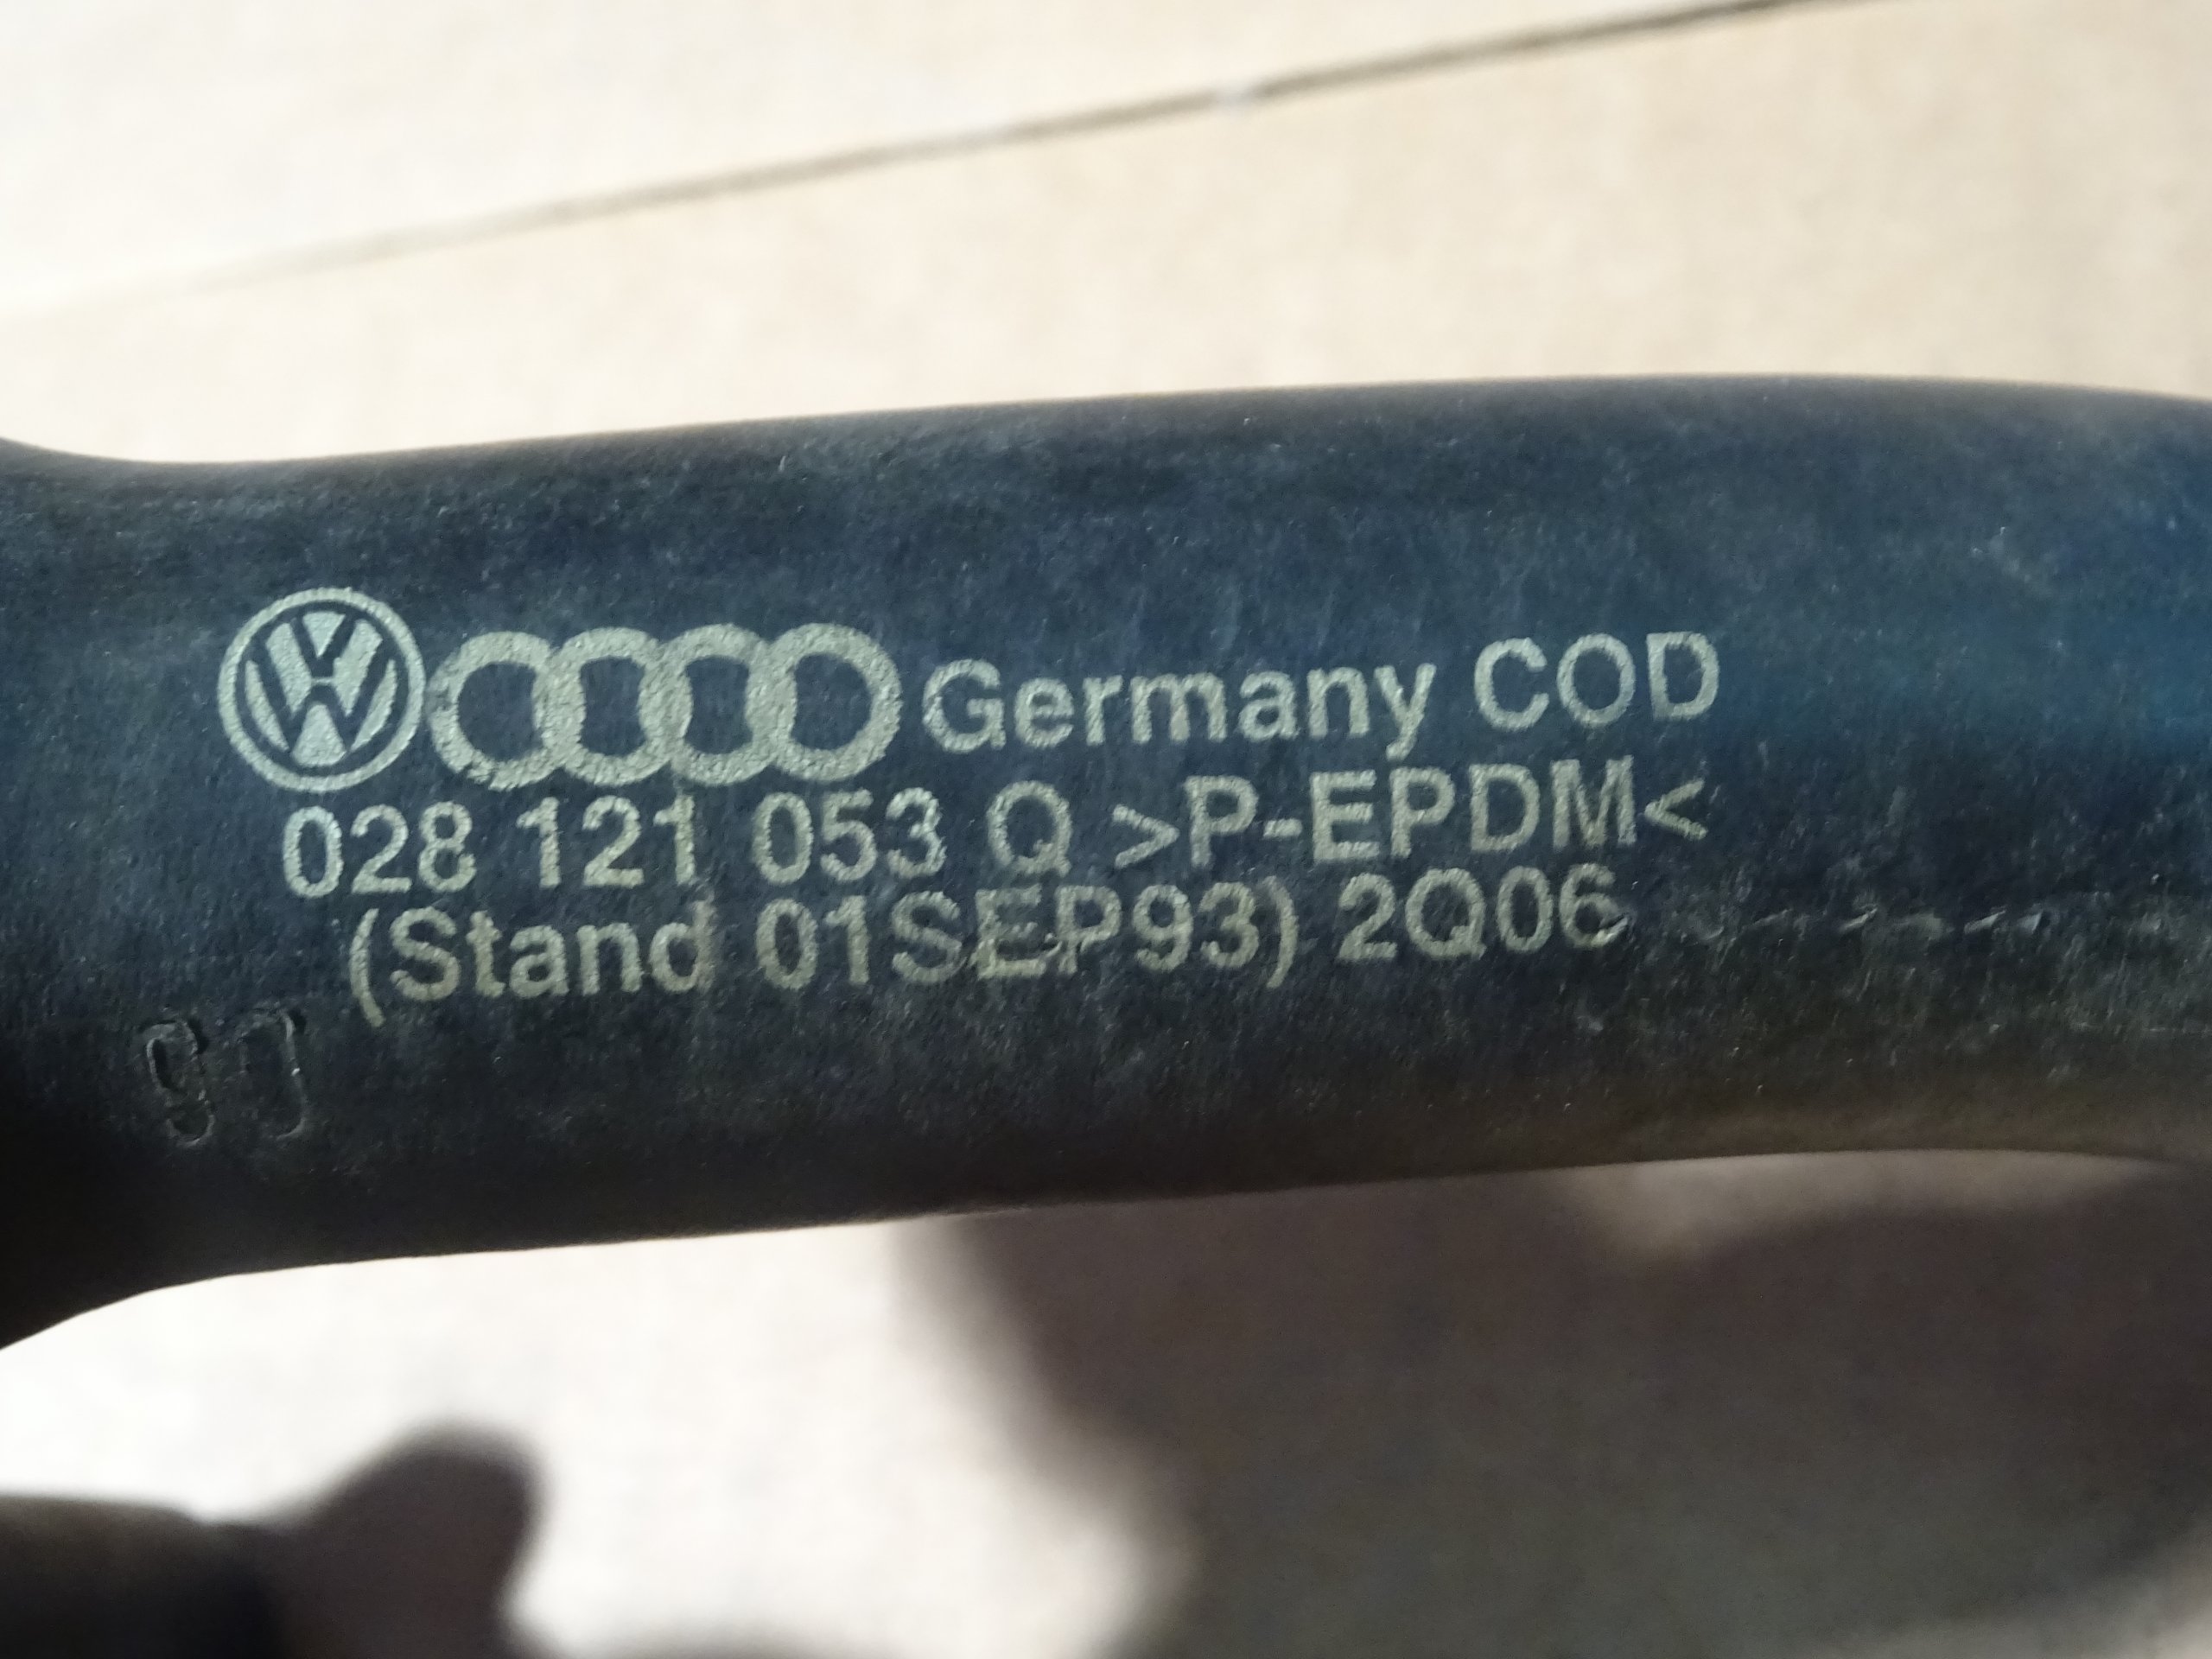 Germany COD
028 121 053 Q >P-EPDM<
(Stand 01SEP93) 2Q06